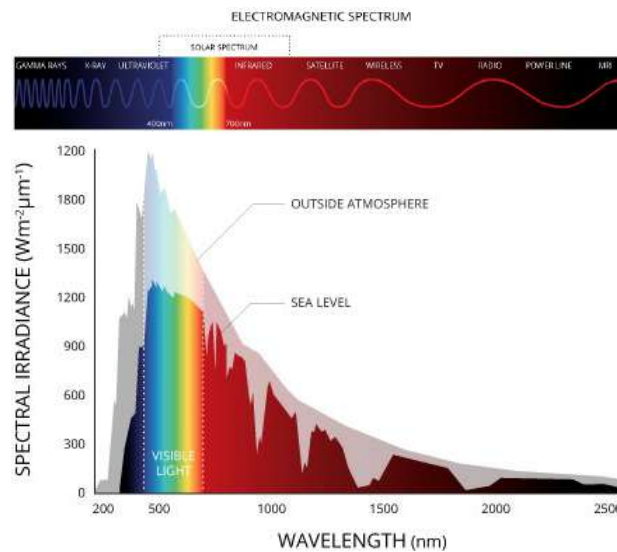 ELECTROMAGNETIC SPECTRUM
SOLAR SPECTRUM
GAMMA RAYS X-RAY ULTRAVIOLET INFRARED SATELLITE WIRELESS TV RADIO POWER LINE MRI
400nm 700nm
1200
1800
1500
1200
900
600
300
0
SPECTRAL IRRADIANCE (Wm-2μm-1)
OUTSIDE ATMOSPHERE
SEA LEVEL
VISIBLE
LIGHT
200 500 1000 1500 2000 2500
WAVELENGTH (nm)